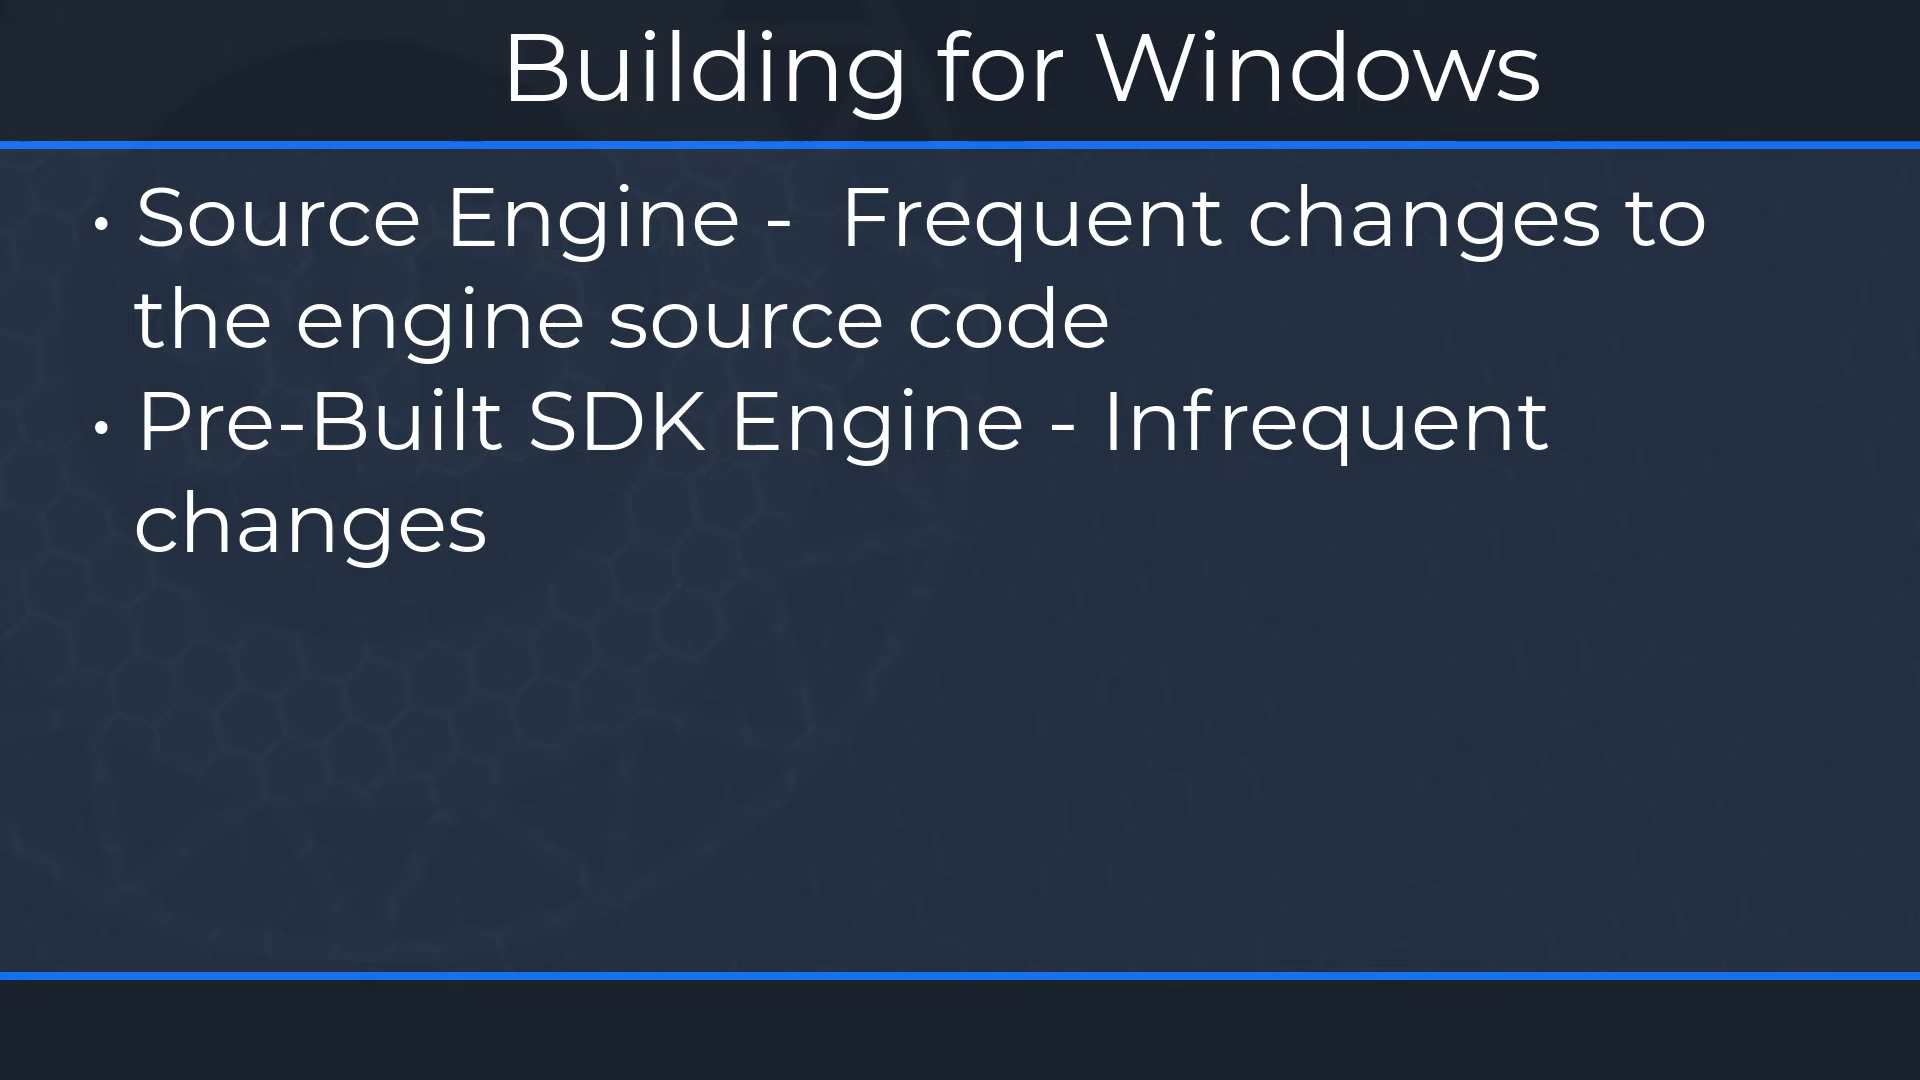 Building for Windows
• Source Engine -  Frequent changes to
the engine source code
• Pre-Built SDK Engine - Infrequent
changes